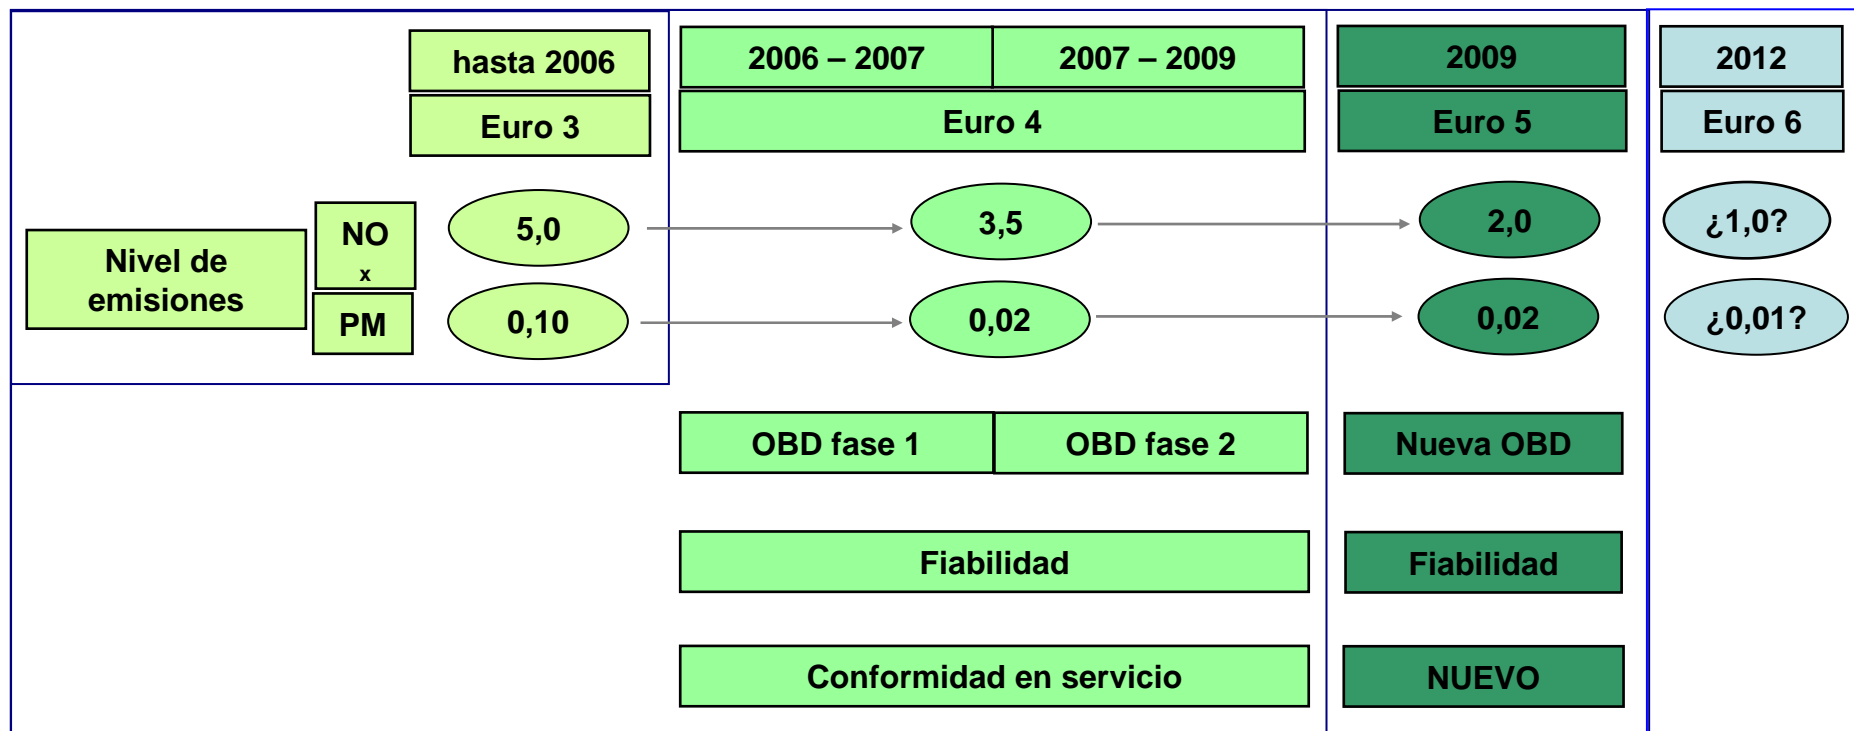 hasta 2006
2006 – 2007
2007 – 2009
2009
2012
Euro 3
Euro 4
Euro 5
Euro 6
Nivel de
emisiones
NO
x
5,0
3,5
2,0
¿1,0?
PM
0,10
0,02
0,02
¿0,01?
OBD fase 1
OBD fase 2
Nueva OBD
Fiabilidad
Fiabilidad
Conformidad en servicio
NUEVO